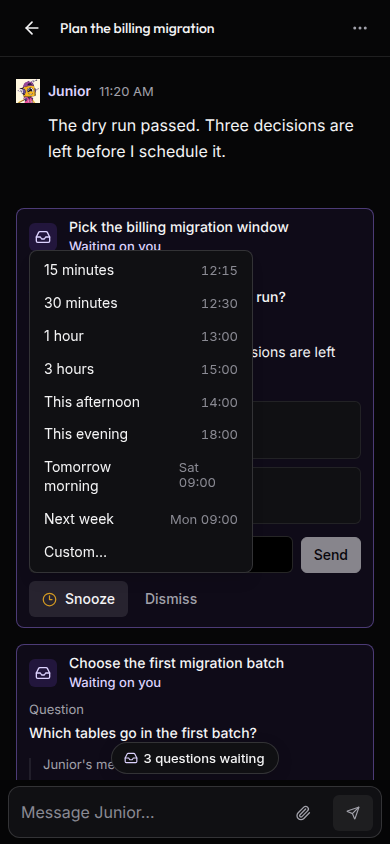 Plan the billing migration
Junior 11:20 AM
The dry run passed. Three decisions are
left before I schedule it.
Pick the billing migration window
Waiting on you
run?
sions are left
15 minutes 12:15
30 minutes 12:30
1 hour 13:00
3 hours 15:00
This afternoon 14:00
This evening 18:00
Tomorrow
morning
Sat
09:00
Next week Mon 09:00
Custom...
Send
Snooze Dismiss
Choose the first migration batch
Waiting on you
Question
Which tables go in the first batch?
Junior's me
3 questions waiting
Message Junior...